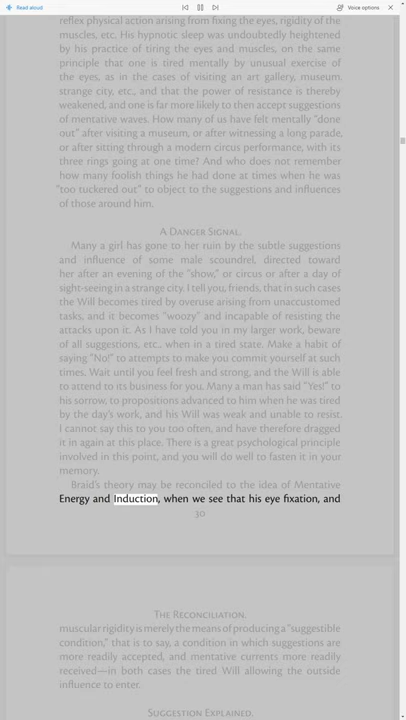 Read aloud
Voice options
reflex physical action arising from fixing the eyes, rigidity of the
muscles, etc. His hypnotic sleep was undoubtedly heightened
by his practice of tiring the eyes and muscles, on the same
principle that one is tired mentally by unusual exercise of
the eyes, as in the cases of visiting an art gallery, museum,
strange city, etc., and that the power of resistance is thereby
weakened, and one is far more likely to then accept suggestions
of mentative waves. How many of us have felt mentally “done
out” after visiting a museum, or after witnessing a long parade,
or after sitting through a modern circus performance, with its
three rings going at one time? And who does not remember
how many foolish things he had done at times when he was
“too tuckered out” to object to the suggestions and influences
of those around him.
A Danger Signal.
Many a girl has gone to her ruin by the subtle suggestions
and influence of some male scoundrel, directed toward
her after an evening of the “show,” or circus or after a day of
sight-seeing in a strange city. I tell you, friends, that in such cases
the Will becomes tired by overuse arising from unaccustomed
tasks, and it becomes “woozy” and incapable of resisting the
attacks upon it. As I have told you in my larger work, beware
of all suggestions, etc., when in a tired state. Make a habit of
saying “No!” to attempts to make you commit yourself at such
times. Wait until you feel fresh and strong, and the Will is able
to attend to its business for you. Many a man has said “Yes!” to
his sorrow, to propositions advanced to him when he was tired
by the day’s work, and his Will was weak and unable to resist.
I cannot say this to you too often, and have therefore dragged
it in again at this place. There is a great psychological principle
involved in this point, and you will do well to fasten it in your
memory.
Braid’s theory may be reconciled to the idea of Mentative
Energy and Induction, when we see that his eye fixation, and
30
The Reconciliation.
muscular rigidity is merely the means of producing a “suggestible
condition,” that is to say, a condition in which suggestions are
more readily accepted, and mentative currents more readily
received—in both cases the tired Will allowing the outside
influence to enter.
Suggestion Explained.